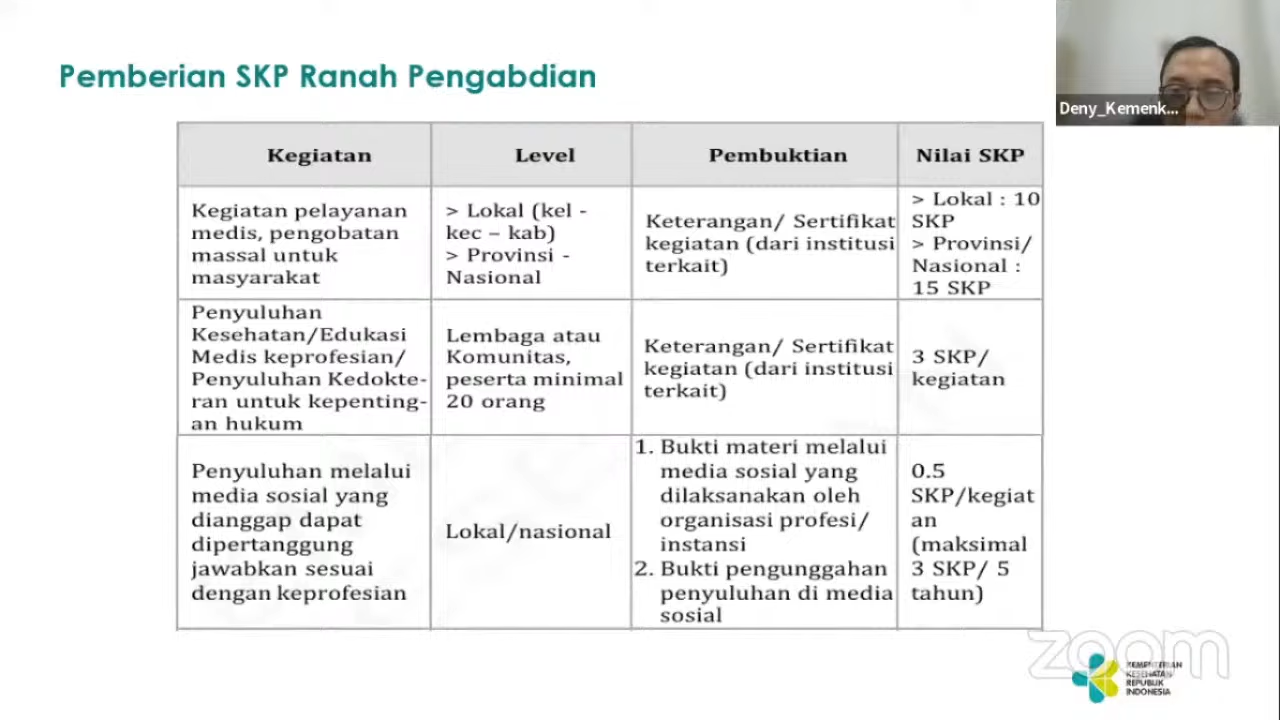 Pemberian SKP Ranah Pengabdian
Deny_Kemenk...
Kegiatan
Level
Pembuktian
Nilai SKP
Kegiatan pelayanan
medis, pengobatan
massal untuk
masyarakat
> Lokal (kel -
kec – kab)
> Provinsi -
Nasional
Keterangan/ Sertifikat
kegiatan (dari institusi
terkait)
> Lokal : 10
SKP
> Provinsi/
Nasional :
15 SKP
Penyuluhan
Kesehatan/Edukasi
Medis keprofesian/
Penyuluhan Kedokte-
ran untuk kepenting-
an hukum
Lembaga atau
Komunitas,
peserta minimal
20 orang
Keterangan/ Sertifikat
kegiatan (dari institusi
terkait)
3 SKP/
kegiatan
Penyuluhan melalui
media sosial yang
dianggap dapat
dipertanggung
jawabkan sesuai
dengan keprofesian
Lokal/nasional
1. Bukti materi melalui
media sosial yang
dilaksanakan oleh
organisasi profesi/
instansi
2. Bukti pengunggahan
penyuluhan di media
sosial
0.5
SKP/kegiat
an
(maksimal
3 SKP/ 5
tahun)
zoom
KEMENTERIAN
KESEHATAN
REPUBLIK
INDONESIA